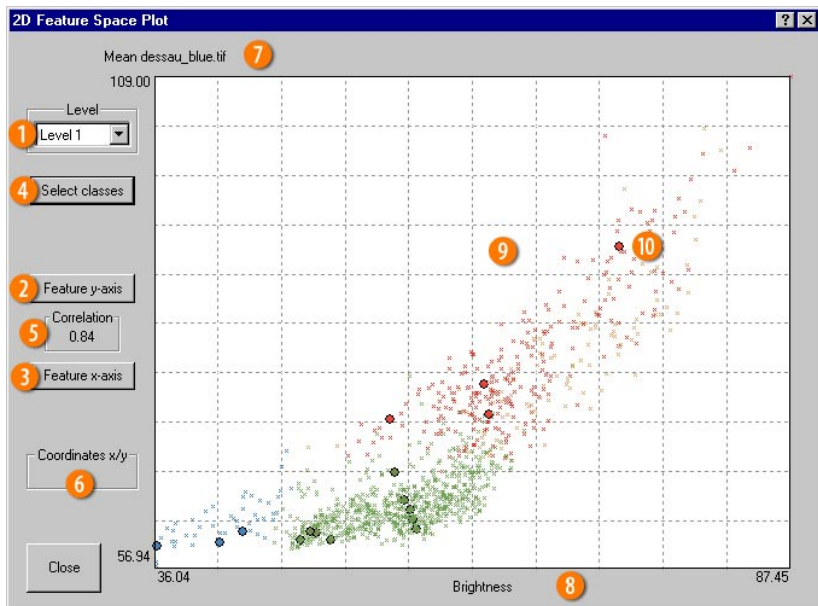 2D Feature Space Plot
Mean dessau_blue.tif 7
109.00
Level
1 Level 1
4 Select classes
9
10
2 Feature y-axis
Correlation
5 0.84
3 Feature x-axis
Coordinates x/y
6
56.94
Close
36.04
87.45
Brightness 8